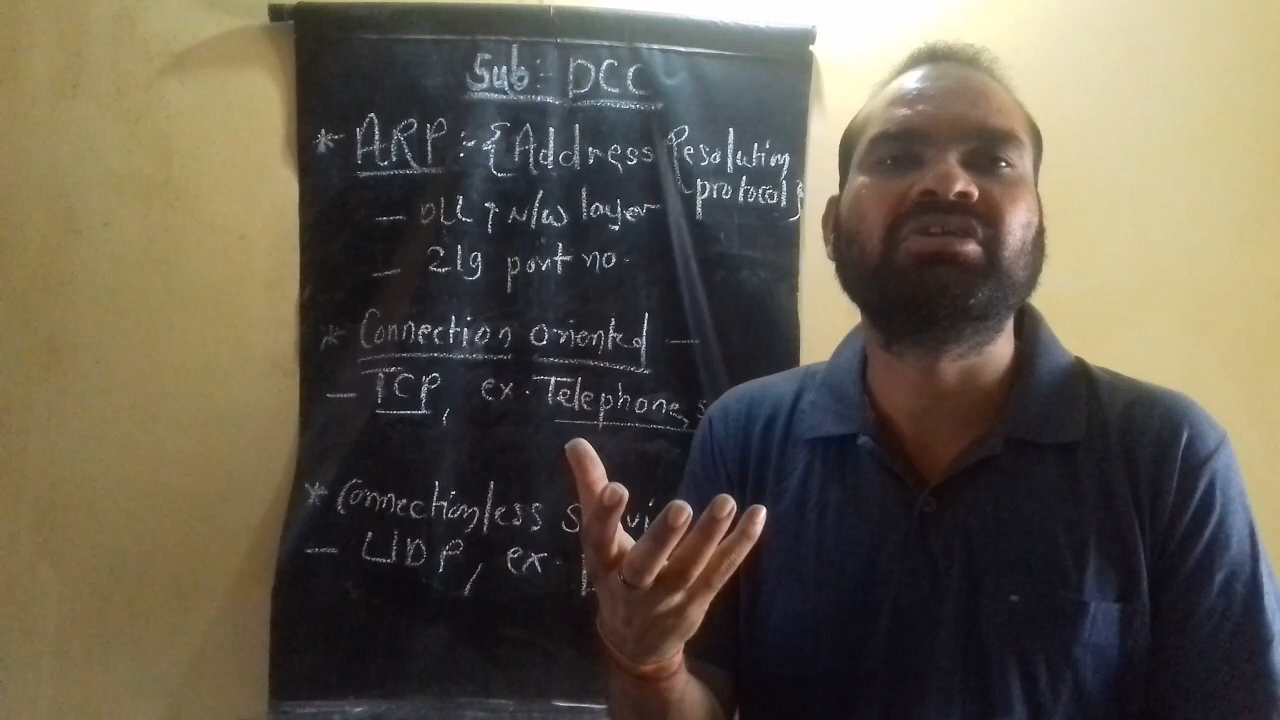 Sub:- DCC
* ARP :- {Address Resolution
protocol}
- DLL ↑ N/w layer
- 219 port no.
* Connection oriented -
- TCP, ex. Telephone,
* Connectionless
- UDP, ex.